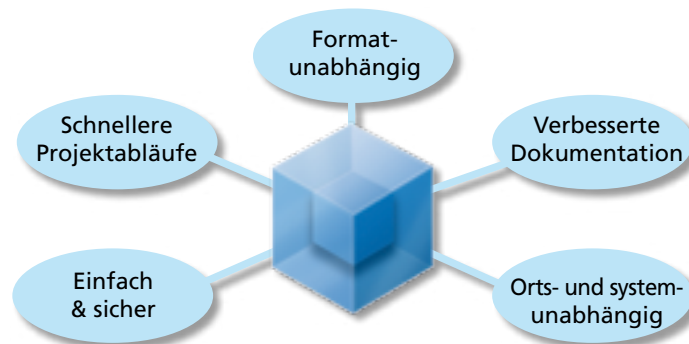 Format-
unabhängig
Schnellere
Projektabläufe
Verbesserte
Dokumentation
Einfach
& sicher
Orts- und system-
unabhängig